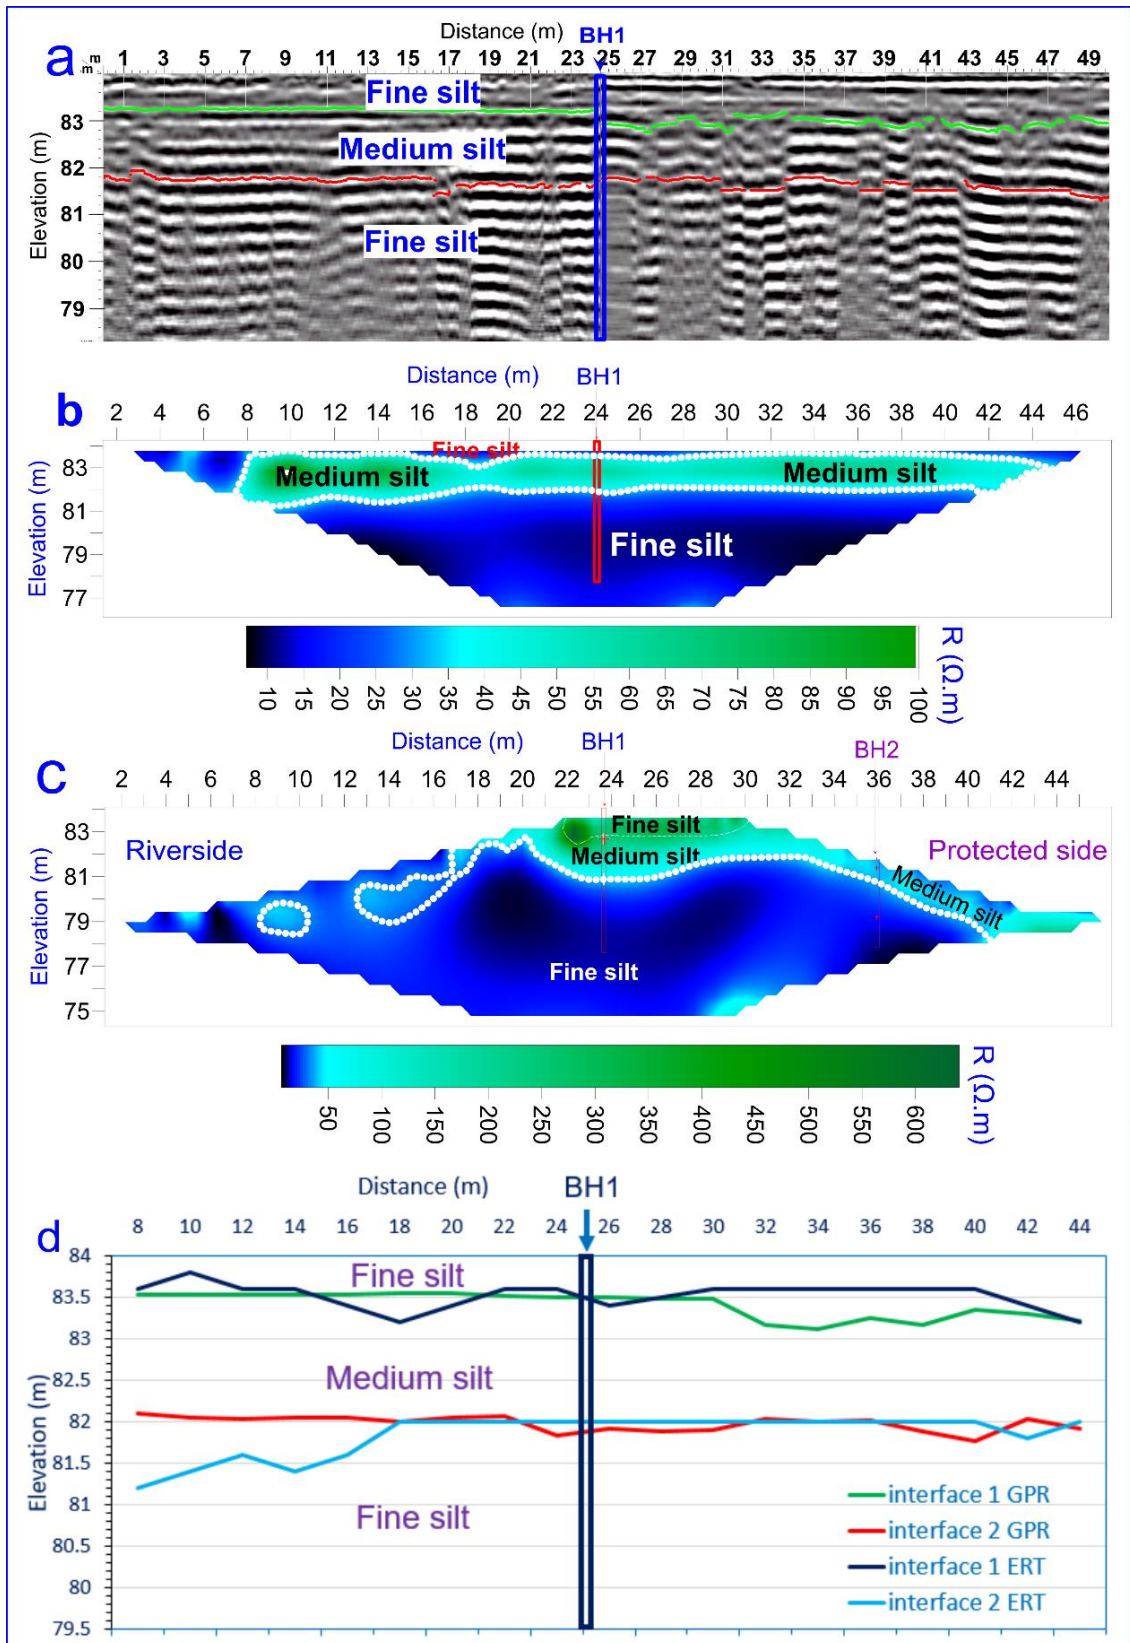 Distance (m) BH1
a
m 1 3 5 7 9 11 13 15 17 19 21 23 25 27 29 31 33 35 37 39 41 43 45 47 49
Fine silt
83
Medium silt
82
81
Fine silt
80
79
Elevation (m)
Distance (m) BH1
b
2 4 6 8 10 12 14 16 18 20 22 24 26 28 30 32 34 36 38 40 42 46
Fine silt
83
Medium silt Medium silt
81
Fine silt
79
77
Elevation (m)
10 15 20 25 30 35 40 45 50 55 60 65 70 75 80 85 90 95 100
R (Ω.m)
Distance (m) BH1 BH2
c
2 4 6 8 10 12 14 16 18 20 22 24 26 28 30 32 34 36 38 40 42 44
83
Fine silt
Riverside
Medium silt
Protected side
81
Medium silt
79
77
Fine silt
75
Elevation (m)
50 100 150 200 250 300 350 400 450 500 600
R (Ω.m)
Distance (m) BH1
d
8 10 12 14 16 18 20 22 24 26 28 30 32 34 36 38 40 42 44
84
Fine silt
83.5
83
82.5
Medium silt
82
81.5
81
Fine silt
80.5
80
79.5
Elevation (m)
interface 1 GPR
interface 2 GPR
interface 1 ERT
interface 2 ERT